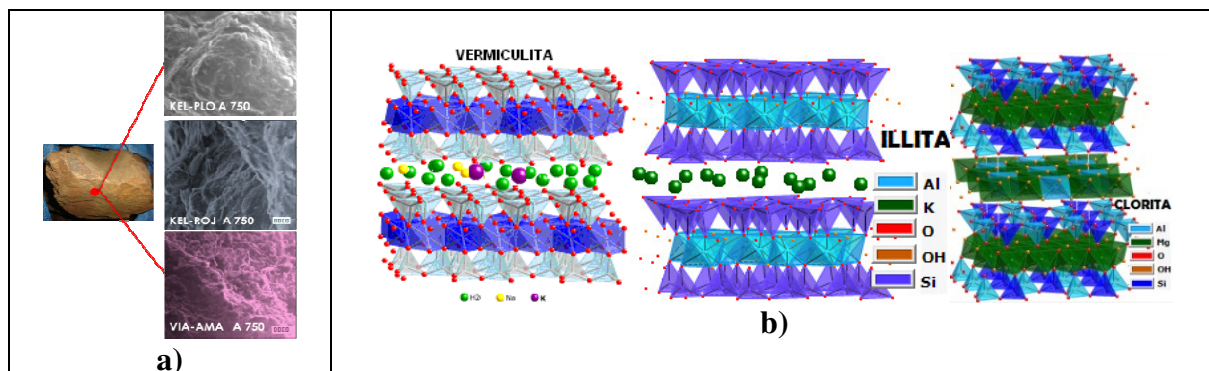 KEL-PLO A 750
KEL-ROJ A 750
VIA-AMA A 750
a)
VERMICULITA
Na
K
ILLITA
Al
K
O
OH
Si
CLORITA
Al
Mg
O
OH
Si
b)